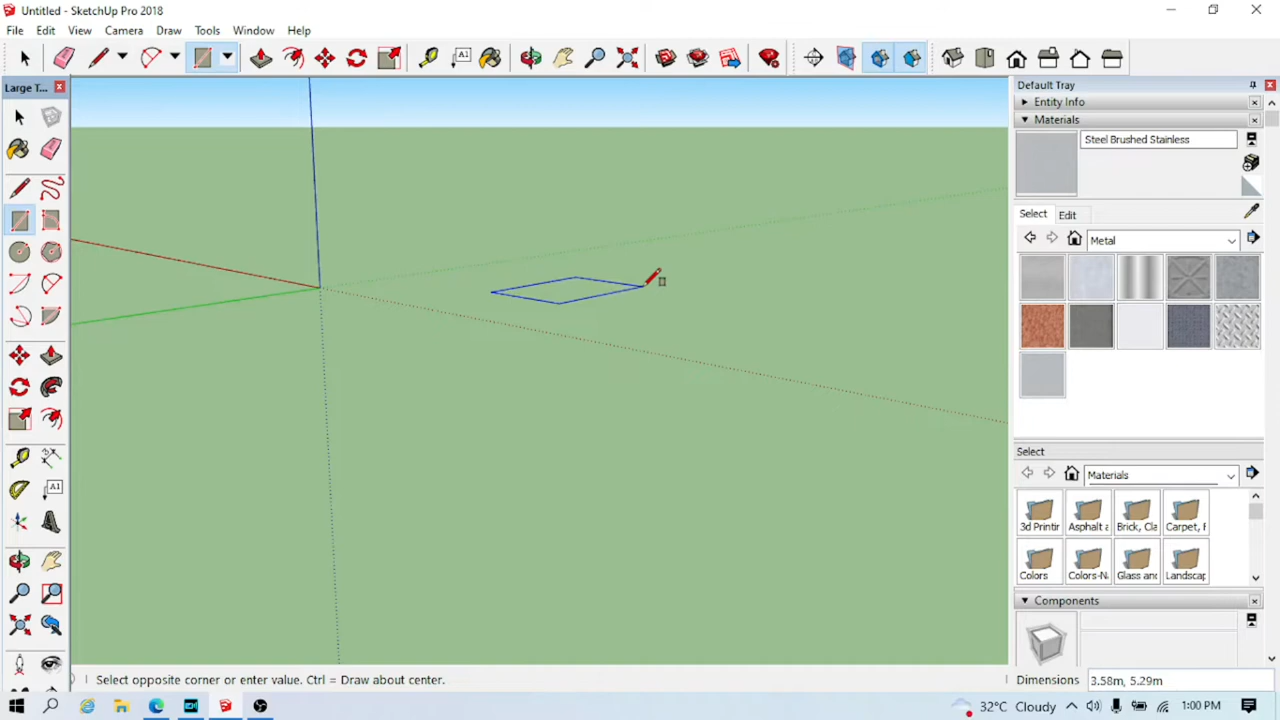 Untitled - SketchUp Pro 2018
File Edit View Camera Draw Tools Window Help
A1
Large T...
Default Tray
Entity Info
Materials
Steel Brushed Stainless
Select Edit
Metal
A1
Select
Materials
3d Printir Asphalt a Brick, Cla Carpet, F
Colors Colors-N Glass and Landscap
Components
Select opposite corner or enter value. Ctrl = Draw about center.
Dimensions 3.58m, 5.29m
32°C Cloudy 1:00 PM